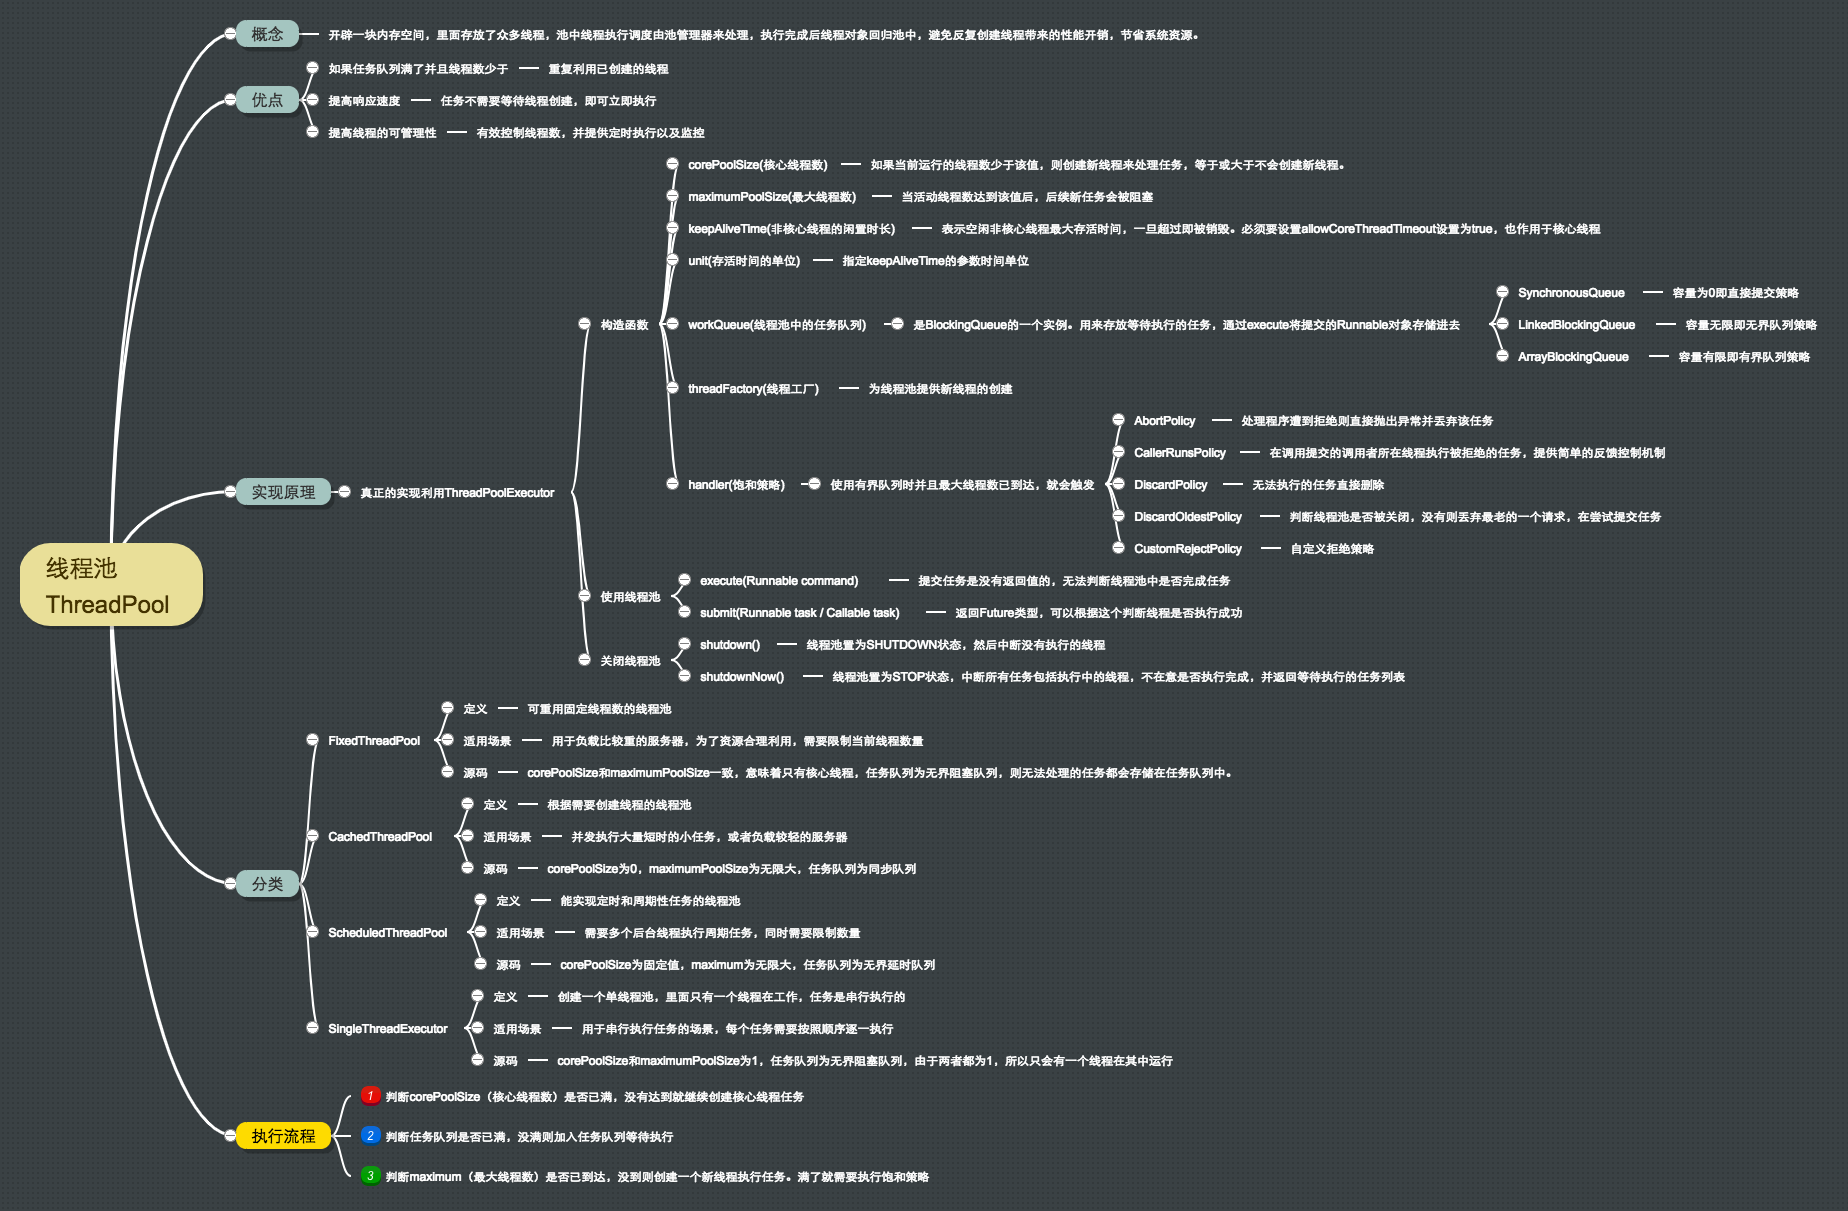 线程池
ThreadPool
概念
开辟一块内存空间，里面存放了众多线程，池中线程执行调度由池管理器来处理，执行完成后线程对象回归池中，避免反复创建线程带来的性能开销，节省系统资源。
优点
如果任务队列满了并且线程数少于
重复利用已创建的线程
提高响应速度
任务不需要等待线程创建，即可立即执行
提高线程的可管理性
有效控制线程数，并提供定时执行以及监控
实现原理
真正的实现利用ThreadPoolExecutor
构造函数
corePoolSize(核心线程数)
如果当前运行的线程数少于该值，则创建新线程来处理任务，等于或大于不会创建新线程。
maximumPoolSize(最大线程数)
当活动线程数达到该值后，后续新任务会被阻塞
keepAliveTime(非核心线程的闲置时长)
表示空闲非核心线程最大存活时间，一旦超过即被销毁。必须要设置allowCoreThreadTimeout设置为true，也作用于核心线程
unit(存活时间的单位)
指定keepAliveTime的参数时间单位
workQueue(线程池中的任务队列)
是BlockingQueue的一个实例。用来存放等待执行的任务，通过execute将提交的Runnable对象存储进去
SynchronousQueue
容量为0即直接提交策略
LinkedBlockingQueue
容量无限即无界队列策略
ArrayBlockingQueue
容量有限即有界队列策略
threadFactory(线程工厂)
为线程池提供新线程的创建
handler(饱和策略)
使用有界队列时并且最大线程数已到达，就会触发
AbortPolicy
处理程序遭到拒绝则直接抛出异常并丢弃该任务
CallerRunsPolicy
在调用提交的调用者所在线程执行被拒绝的任务，提供简单的反馈控制机制
DiscardPolicy
无法执行的任务直接删除
DiscardOldestPolicy
判断线程池是否被关闭，没有则丢弃最老的一个请求，在尝试提交任务
CustomRejectPolicy
自定义拒绝策略
使用线程池
execute(Runnable command)
提交任务是没有返回值的，无法判断线程池中是否完成任务
submit(Runnable task / Callable task)
返回Future类型，可以根据这个判断线程是否执行成功
关闭线程池
shutdown()
线程池置为SHUTDOWN状态，然后中断没有执行的线程
shutdownNow()
线程池置为STOP状态，中断所有任务包括执行中的线程，不在意是否执行完成，并返回等待执行的任务列表
分类
FixedThreadPool
定义
可重用固定线程数的线程池
适用场景
用于负载比较重的服务器，为了资源合理利用，需要限制当前线程数量
源码
corePoolSize和maximumPoolSize一致，意味着只有核心线程，任务队列为无界阻塞队列，则无法处理的任务都会存储在任务队列中。
CachedThreadPool
定义
根据需要创建线程的线程池
适用场景
并发执行大量短时的小任务，或者负载较轻的服务器
源码
corePoolSize为0，maximumPoolSize为无限大，任务队列为同步队列
ScheduledThreadPool
定义
能实现定时和周期性任务的线程池
适用场景
需要多个后台线程执行周期任务，同时需要限制数量
源码
corePoolSize为固定值，maximum为无限大，任务队列为无界延时队列
SingleThreadExecutor
定义
创建一个单线程池，里面只有一个线程在工作，任务是串行执行的
适用场景
用于串行执行任务的场景，每个任务需要按照顺序逐一执行
源码
corePoolSize和maximumPoolSize为1，任务队列为无界阻塞队列，由于两者都为1，所以只会有一个线程在其中运行
执行流程
1 判断corePoolSize（核心线程数）是否已满，没有达到就继续创建核心线程任务
2 判断任务队列是否已满，没满则加入任务队列等待执行
3 判断maximum（最大线程数）是否已到达，没到则创建一个新线程执行任务。满了就需要执行饱和策略